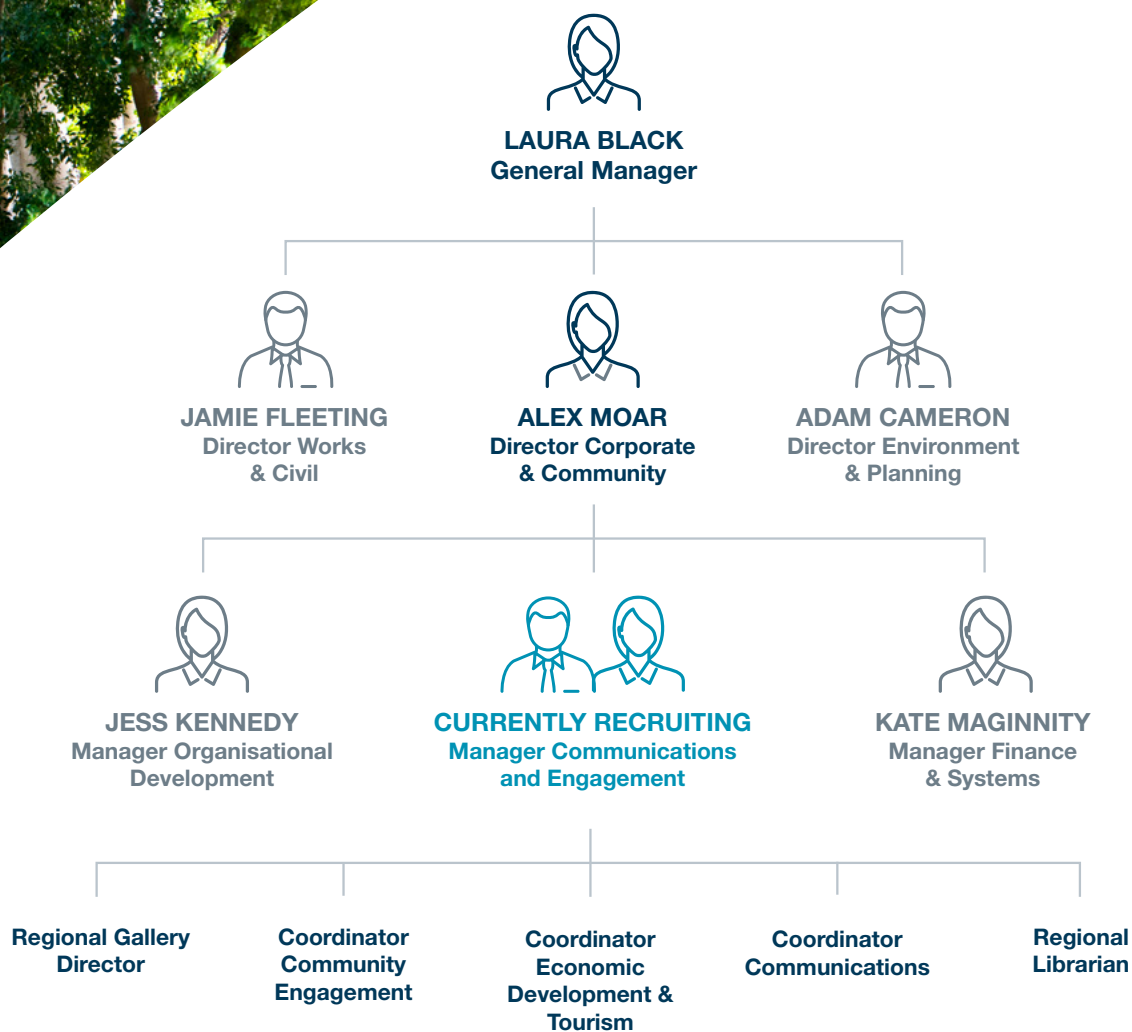 LAURA BLACK
General Manager
JAMIE FLEETING
Director Works
& Civil
ALEX MOAR
Director Corporate
& Community
ADAM CAMERON
Director Environment
& Planning
JESS KENNEDY
Manager Organisational
Development
CURRENTLY RECRUITING
Manager Communications
and Engagement
KATE MAGINNITY
Manager Finance
& Systems
Regional Gallery
Director
Coordinator
Community
Engagement
Coordinator
Economic
Development &
Tourism
Coordinator
Communications
Regional
Librarian